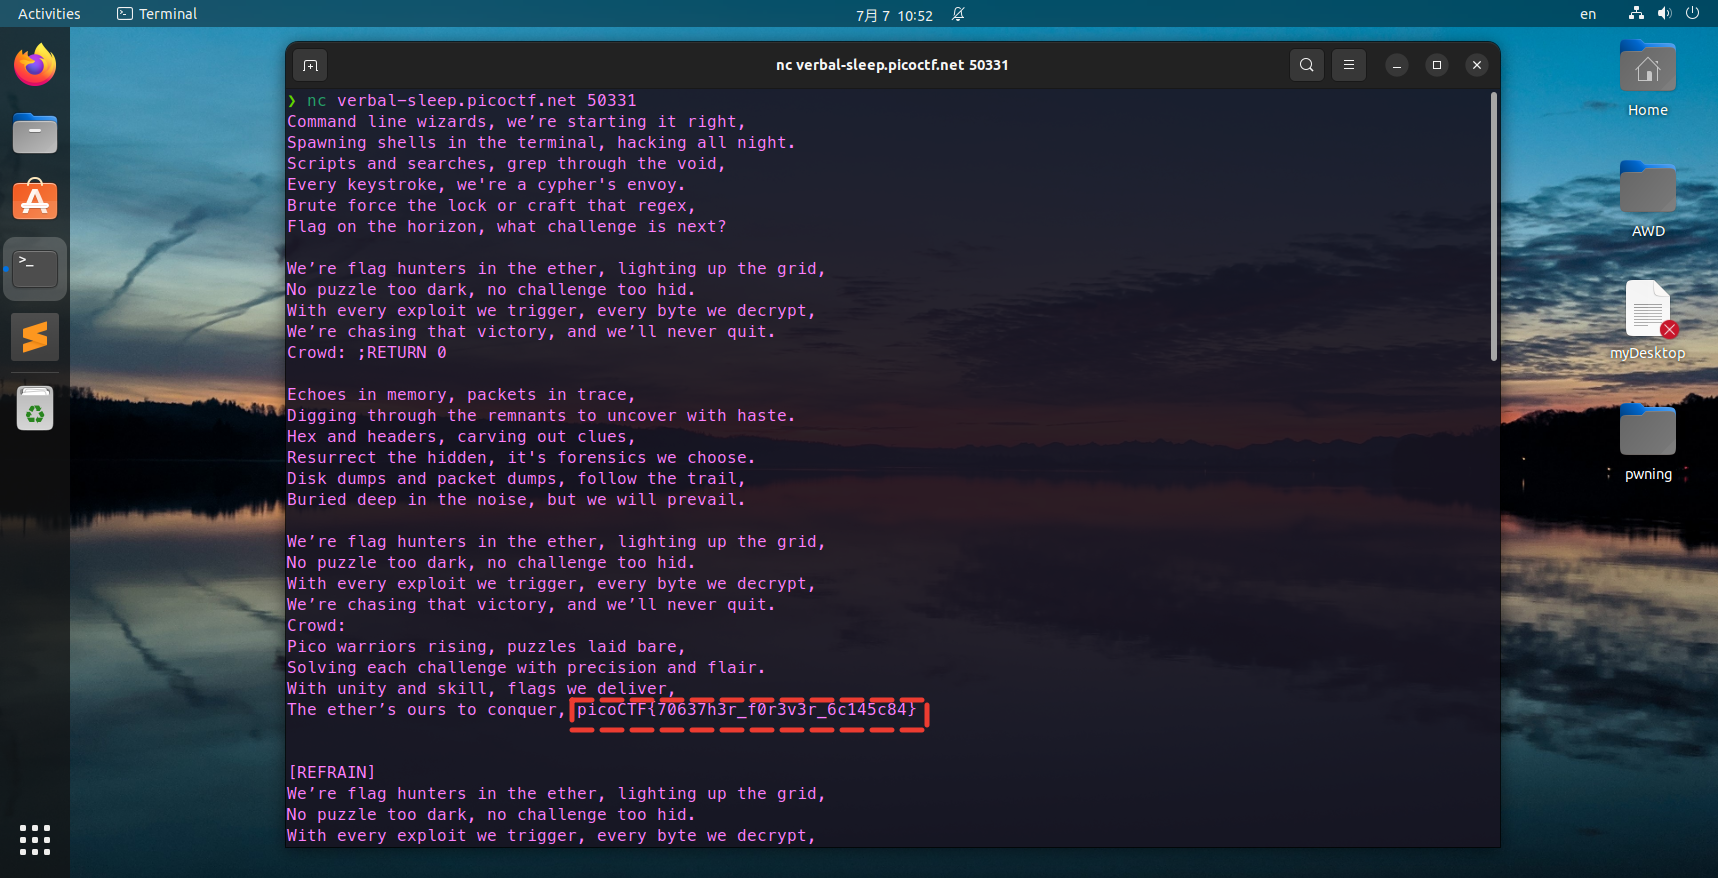 Activities
Terminal
7月 7 10:52
en
nc verbal-sleep.picoctf.net 50331
❯ nc verbal-sleep.picoctf.net 50331
Command line wizards, we’re starting it right,
Spawning shells in the terminal, hacking all night.
Scripts and searches, grep through the void,
Every keystroke, we're a cypher's envoy.
Brute force the lock or craft that regex,
Flag on the horizon, what challenge is next?
We’re flag hunters in the ether, lighting up the grid,
No puzzle too dark, no challenge too hid.
With every exploit we trigger, every byte we decrypt,
We’re chasing that victory, and we’ll never quit.
Crowd: ;RETURN 0
Echoes in memory, packets in trace,
Digging through the remnants to uncover with haste.
Hex and headers, carving out clues,
Resurrect the hidden, it's forensics we choose.
Disk dumps and packet dumps, follow the trail,
Buried deep in the noise, but we will prevail.
We’re flag hunters in the ether, lighting up the grid,
No puzzle too dark, no challenge too hid.
With every exploit we trigger, every byte we decrypt,
We’re chasing that victory, and we’ll never quit.
Crowd:
Pico warriors rising, puzzles laid bare,
Solving each challenge with precision and flair.
With unity and skill, flags we deliver,
The ether’s ours to conquer, picoCTF{70637h3r_f0r3v3r_6c145c84}
[REFRAIN]
We’re flag hunters in the ether, lighting up the grid,
No puzzle too dark, no challenge too hid.
With every exploit we trigger, every byte we decrypt,
Home
AWD
myDesktop
pwning